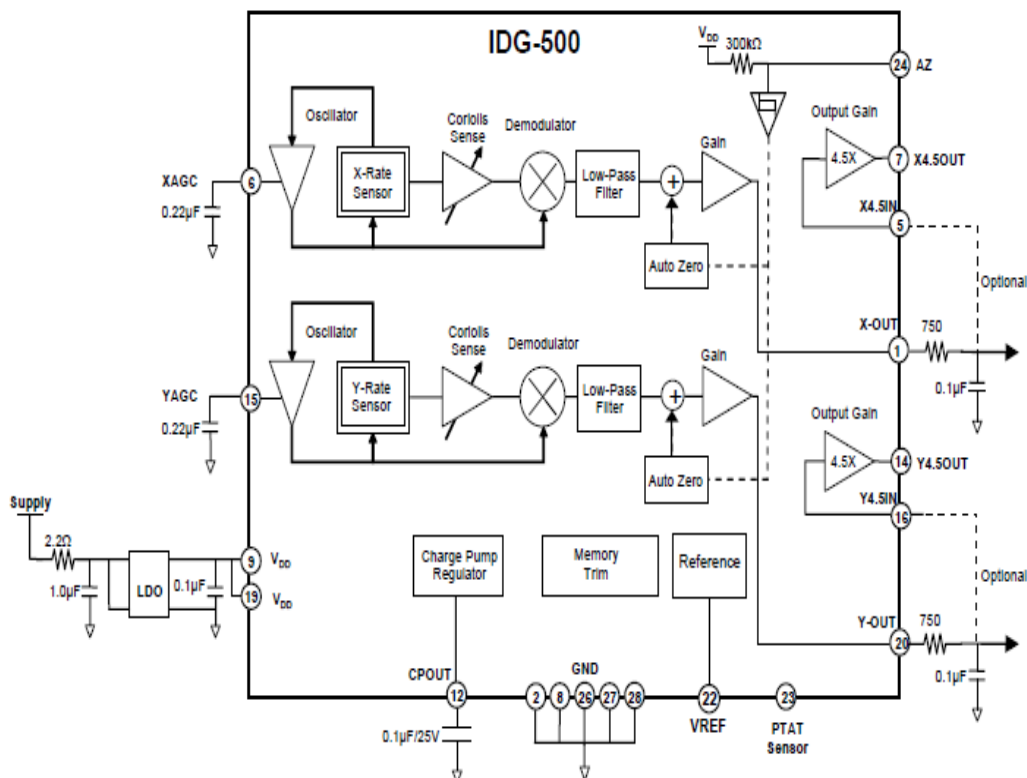 IDG-500
VDD
300kΩ
24
AZ
Oscillator
Coriolis
Sense
Demodulator
Gain
Output Gain
4.5X
7
X4.5OUT
XAGC
6
X-Rate
Sensor
Low-Pass
Filter
+
X4.5IN
5
0.22µF
Auto Zero
Optional
Oscillator
Coriolis
Sense
Demodulator
Gain
X-OUT
750
1
0.1µF
YAGC
15
Y-Rate
Sensor
Low-Pass
Filter
+
Output Gain
0.22µF
4.5X
14
Y4.5OUT
Auto Zero
Y4.5IN
16
Supply
2.2Ω
9
VDD
Charge Pump
Regulator
Memory
Trim
Reference
Optional
1.0µF
LDO
0.1µF
19
VDD
Y-OUT
750
20
0.1µF
CPOUT
GND
12
2
8
26
27
28
22
23
VREF
PTAT
Sensor
0.1µF/25V